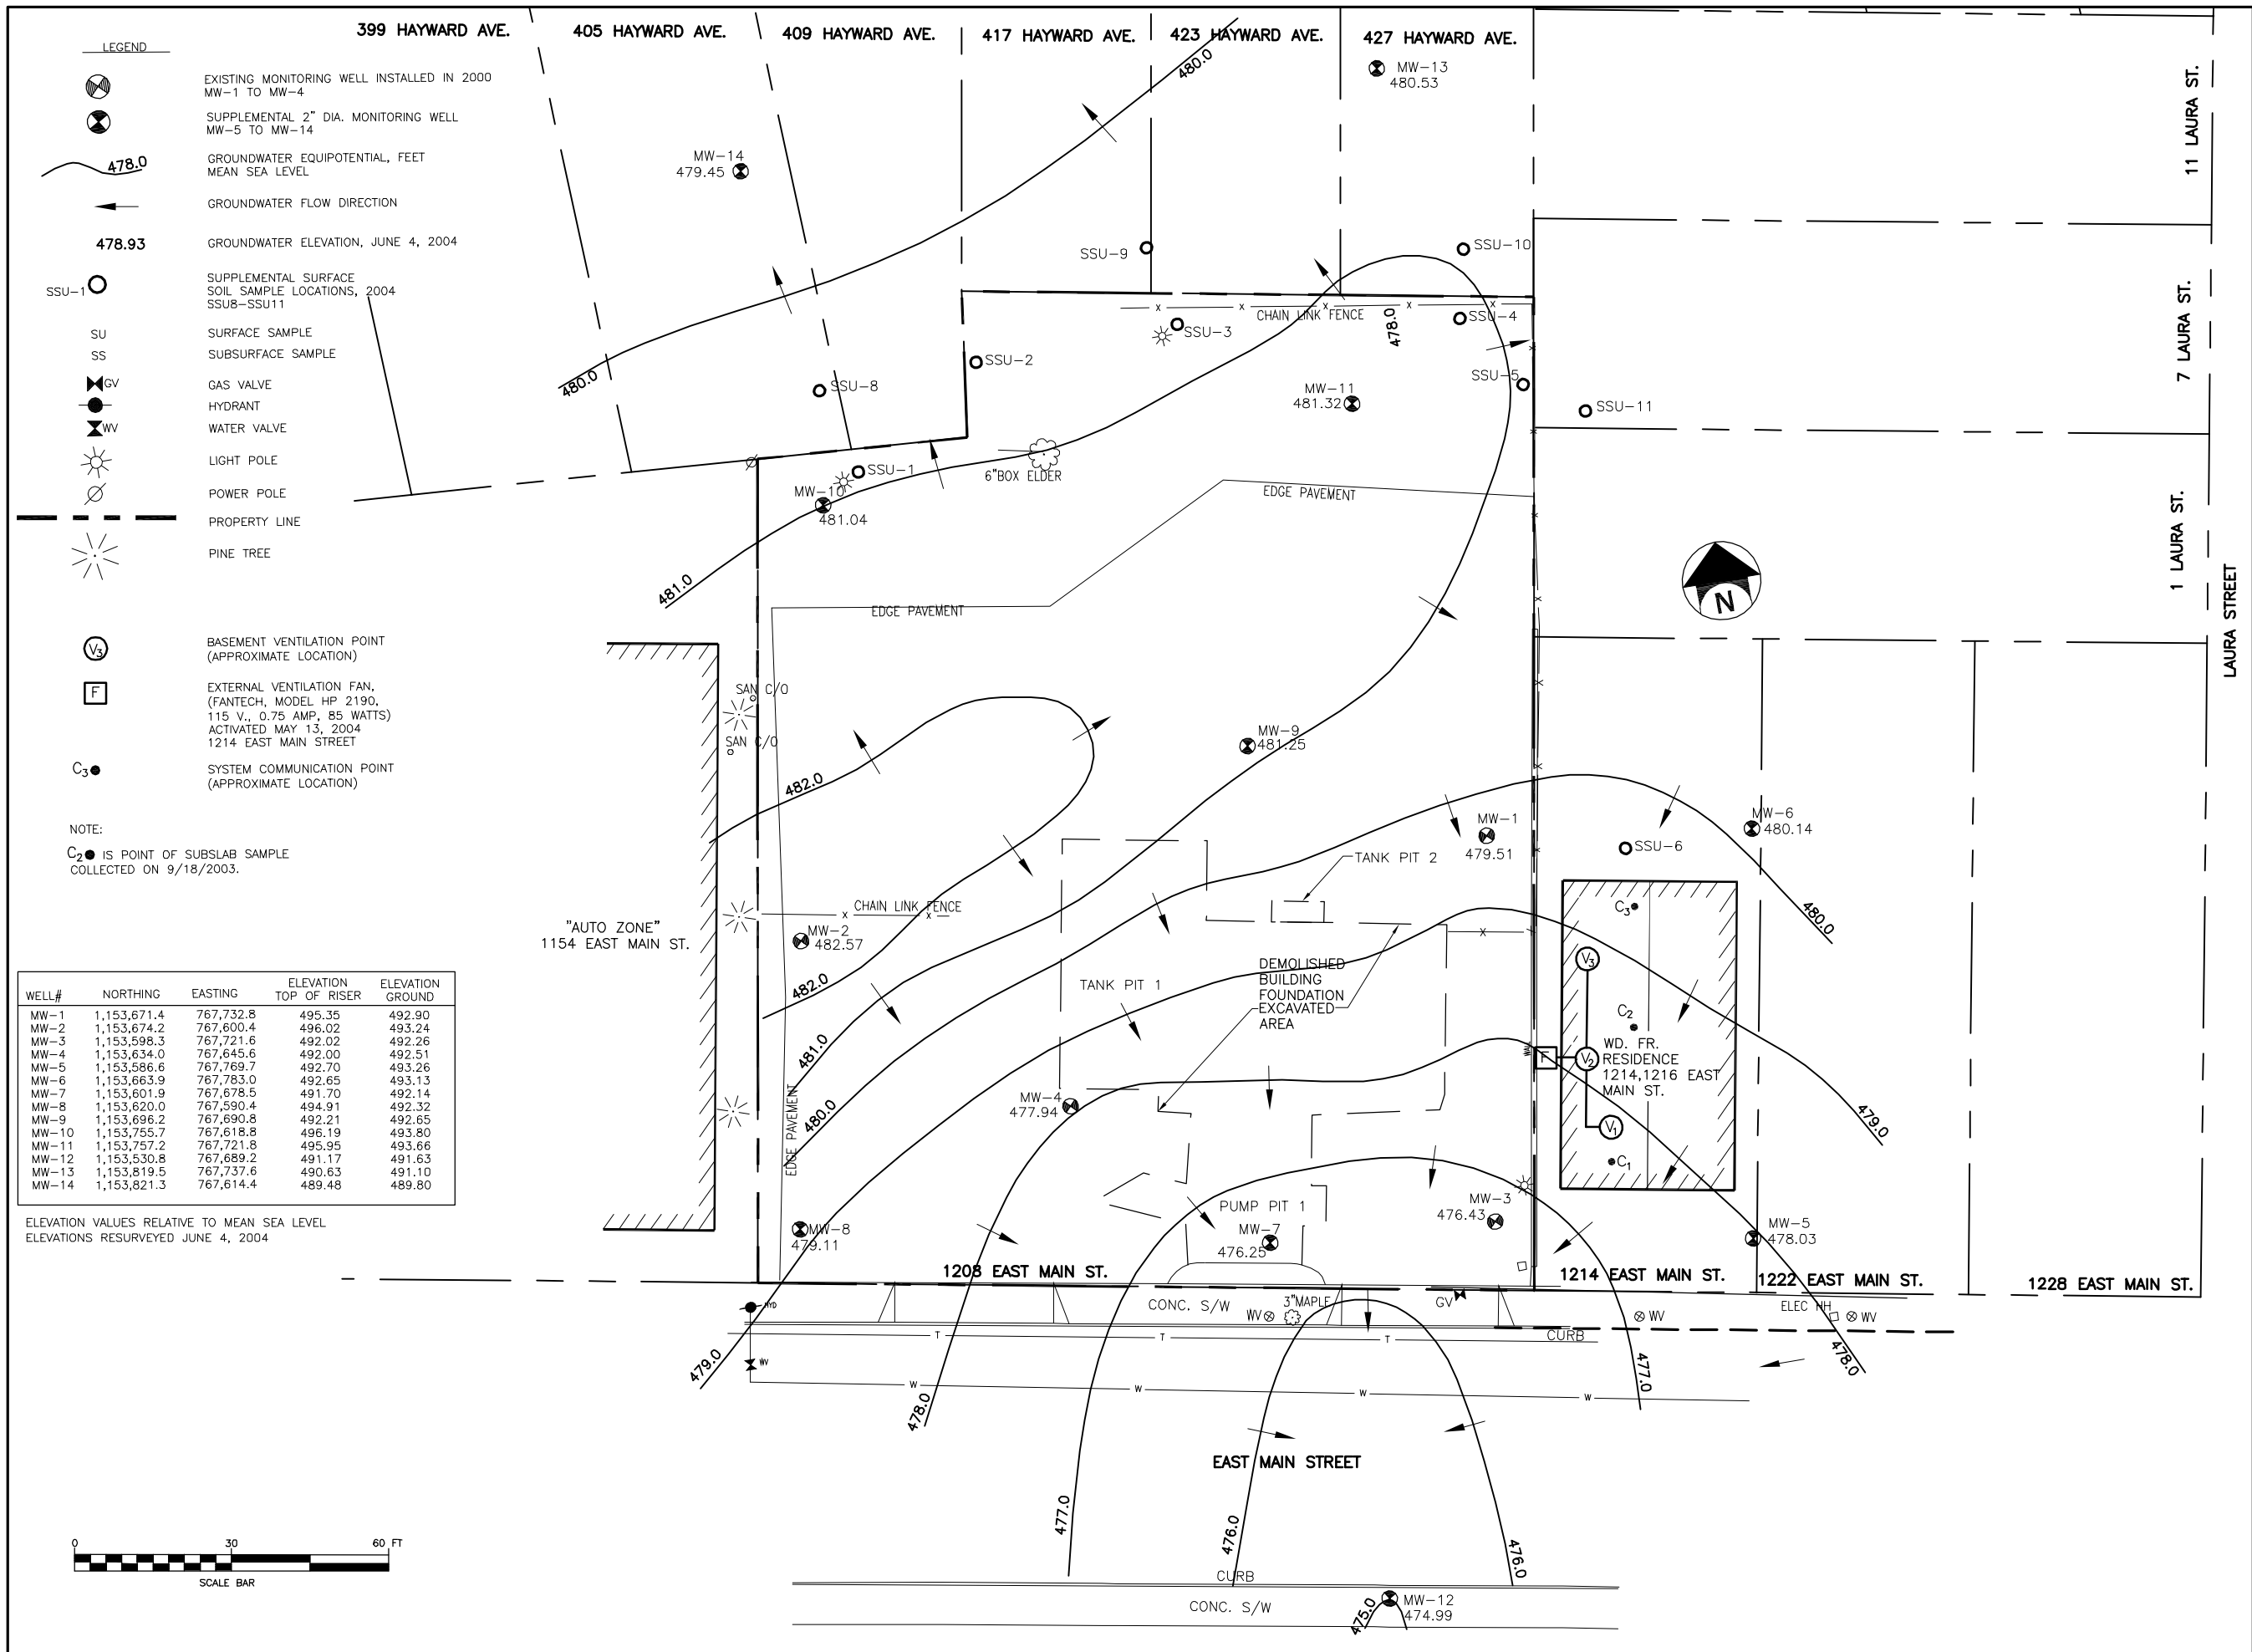 399 HAYWARD AVE.
405 HAYWARD AVE.
409 HAYWARD AVE.
417 HAYWARD AVE.
423 HAYWARD AVE.
427 HAYWARD AVE.
LEGEND
EXISTING MONITORING WELL INSTALLED IN 2000
MW-1 TO MW-4
SUPPLEMENTAL 2" DIA. MONITORING WELL
MW-5 TO MW-14
478.0
GROUNDWATER EQUIPOTENTIAL, FEET
MEAN SEA LEVEL
GROUNDWATER FLOW DIRECTION
478.93
GROUNDWATER ELEVATION, JUNE 4, 2004
SSU-1
SUPPLEMENTAL SURFACE
SOIL SAMPLE LOCATIONS, 2004
SSU8-SSU11
SU
SURFACE SAMPLE
SS
SUBSURFACE SAMPLE
GV
GAS VALVE
HYDRANT
WV
WATER VALVE
LIGHT POLE
POWER POLE
PROPERTY LINE
PINE TREE
V3
BASEMENT VENTILATION POINT
(APPROXIMATE LOCATION)
F
EXTERNAL VENTILATION FAN,
(FANTECH, MODEL HP 2190,
115 V., 0.75 AMP, 85 WATTS)
ACTIVATED MAY 13, 2004
1214 EAST MAIN STREET
C3
SYSTEM COMMUNICATION POINT
(APPROXIMATE LOCATION)
NOTE:
C2 IS POINT OF SUBSLAB SAMPLE
COLLECTED ON 9/18/2003.
WELL# NORTHING EASTING ELEVATION TOP OF RISER ELEVATION GROUND
MW-1 1,153,671.4 767,732.8 495.35 492.90
MW-2 1,153,674.2 767,600.4 496.02 493.24
MW-3 1,153,598.3 767,721.6 492.02 492.26
MW-4 1,153,634.0 767,645.6 492.00 492.51
MW-5 1,153,586.6 767,769.7 492.70 493.26
MW-6 1,153,663.9 767,783.0 492.65 493.13
MW-7 1,153,601.9 767,678.5 491.70 492.14
MW-8 1,153,620.0 767,590.4 494.91 492.32
MW-9 1,153,696.2 767,690.8 492.21 492.65
MW-10 1,153,755.7 767,618.8 496.19 493.80
MW-11 1,153,757.2 767,721.8 495.95 493.66
MW-12 1,153,530.8 767,689.2 491.17 491.63
MW-13 1,153,819.5 767,737.6 490.63 491.10
MW-14 1,153,821.3 767,614.4 489.48 489.80
ELEVATION VALUES RELATIVE TO MEAN SEA LEVEL
ELEVATIONS RESURVEYED JUNE 4, 2004
0 30 60 FT
SCALE BAR
480.0
MW-13
480.53
11 LAURA ST.
MW-14
479.45
SSU-9
SSU-10
7 LAURA ST.
CHAIN LINK FENCE
478.0
SSU-3
SSU-4
SSU-2
480.0
SSU-8
MW-11
481.32
SSU-5
SSU-11
SSU-1
6"BOX ELDER
MW-10
481.04
EDGE PAVEMENT
481.0
EDGE PAVEMENT
N
1 LAURA ST.
LAURA STREET
SAN C/O
SAN C/O
482.0
MW-9
481.25
MW-1
479.51
MW-6
480.14
SSU-6
TANK PIT 2
CHAIN LINK FENCE
"AUTO ZONE"
1154 EAST MAIN ST.
MW-2
482.57
482.0
TANK PIT 1
DEMOLISHED
BUILDING
FOUNDATION
EXCAVATED
AREA
C3
V3
480.0
C2
WD. FR.
RESIDENCE
1214,1216 EAST
MAIN ST.
F
V2
V1
C1
481.0
EDGE PAVEMENT
480.0
MW-4
477.94
479.0
MW-8
479.11
PUMP PIT 1
MW-7
476.25
MW-3
476.43
MW-5
478.03
1208 EAST MAIN ST.
1214 EAST MAIN ST.
1222 EAST MAIN ST.
1228 EAST MAIN ST.
HYD
CONC. S/W
WV
3"MAPLE
GV
WV
ELEC HH
WV
T T T
CURB
WV
479.0
W W W W
478.0
477.0
478.0
EAST MAIN STREET
477.0
476.0
476.0
CURB
CONC. S/W
475.0
MW-12
474.99